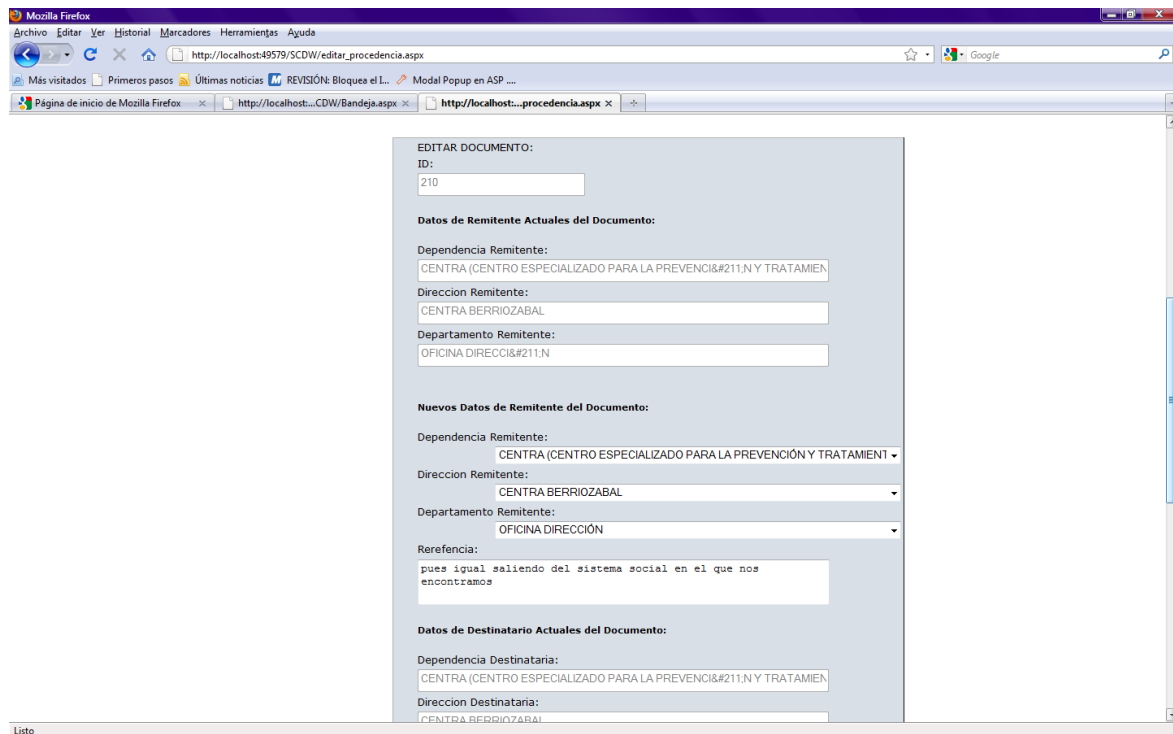 Mozilla Firefox
Archivo Editar Ver Historial Marcadores Herramientas Ayuda
http://localhost:49579/SCDW/editar_procedencia.aspx
Google
Más visitados Primeros pasos Últimas noticias REVISIÓN: Bloquea el I... Modal Popup en ASP ....
Página de inicio de Mozilla Firefox http://localhost:...CDW/Bandeja.aspx http://localhost:...procedencia.aspx
EDITAR DOCUMENTO:
ID:
210
Datos de Remitente Actuales del Documento:
Dependencia Remitente:
CENTRA (CENTRO ESPECIALIZADO PARA LA PREVENCI&#211;N Y TRATAMIEN
Direccion Remitente:
CENTRA BERRIOZABAL
Departamento Remitente:
OFICINA DIRECCI&#211;N
Nuevos Datos de Remitente del Documento:
Dependencia Remitente:
CENTRA (CENTRO ESPECIALIZADO PARA LA PREVENCIÓN Y TRATAMIENT
Direccion Remitente:
CENTRA BERRIOZABAL
Departamento Remitente:
OFICINA DIRECCIÓN
Rerefencia:
pues igual saliendo del sistema social en el que nos
encontramos
Datos de Destinatario Actuales del Documento:
Dependencia Destinataria:
CENTRA (CENTRO ESPECIALIZADO PARA LA PREVENCI&#211;N Y TRATAMIEN
Direccion Destinataria:
CENTRA BERRIOZABAL
Listo